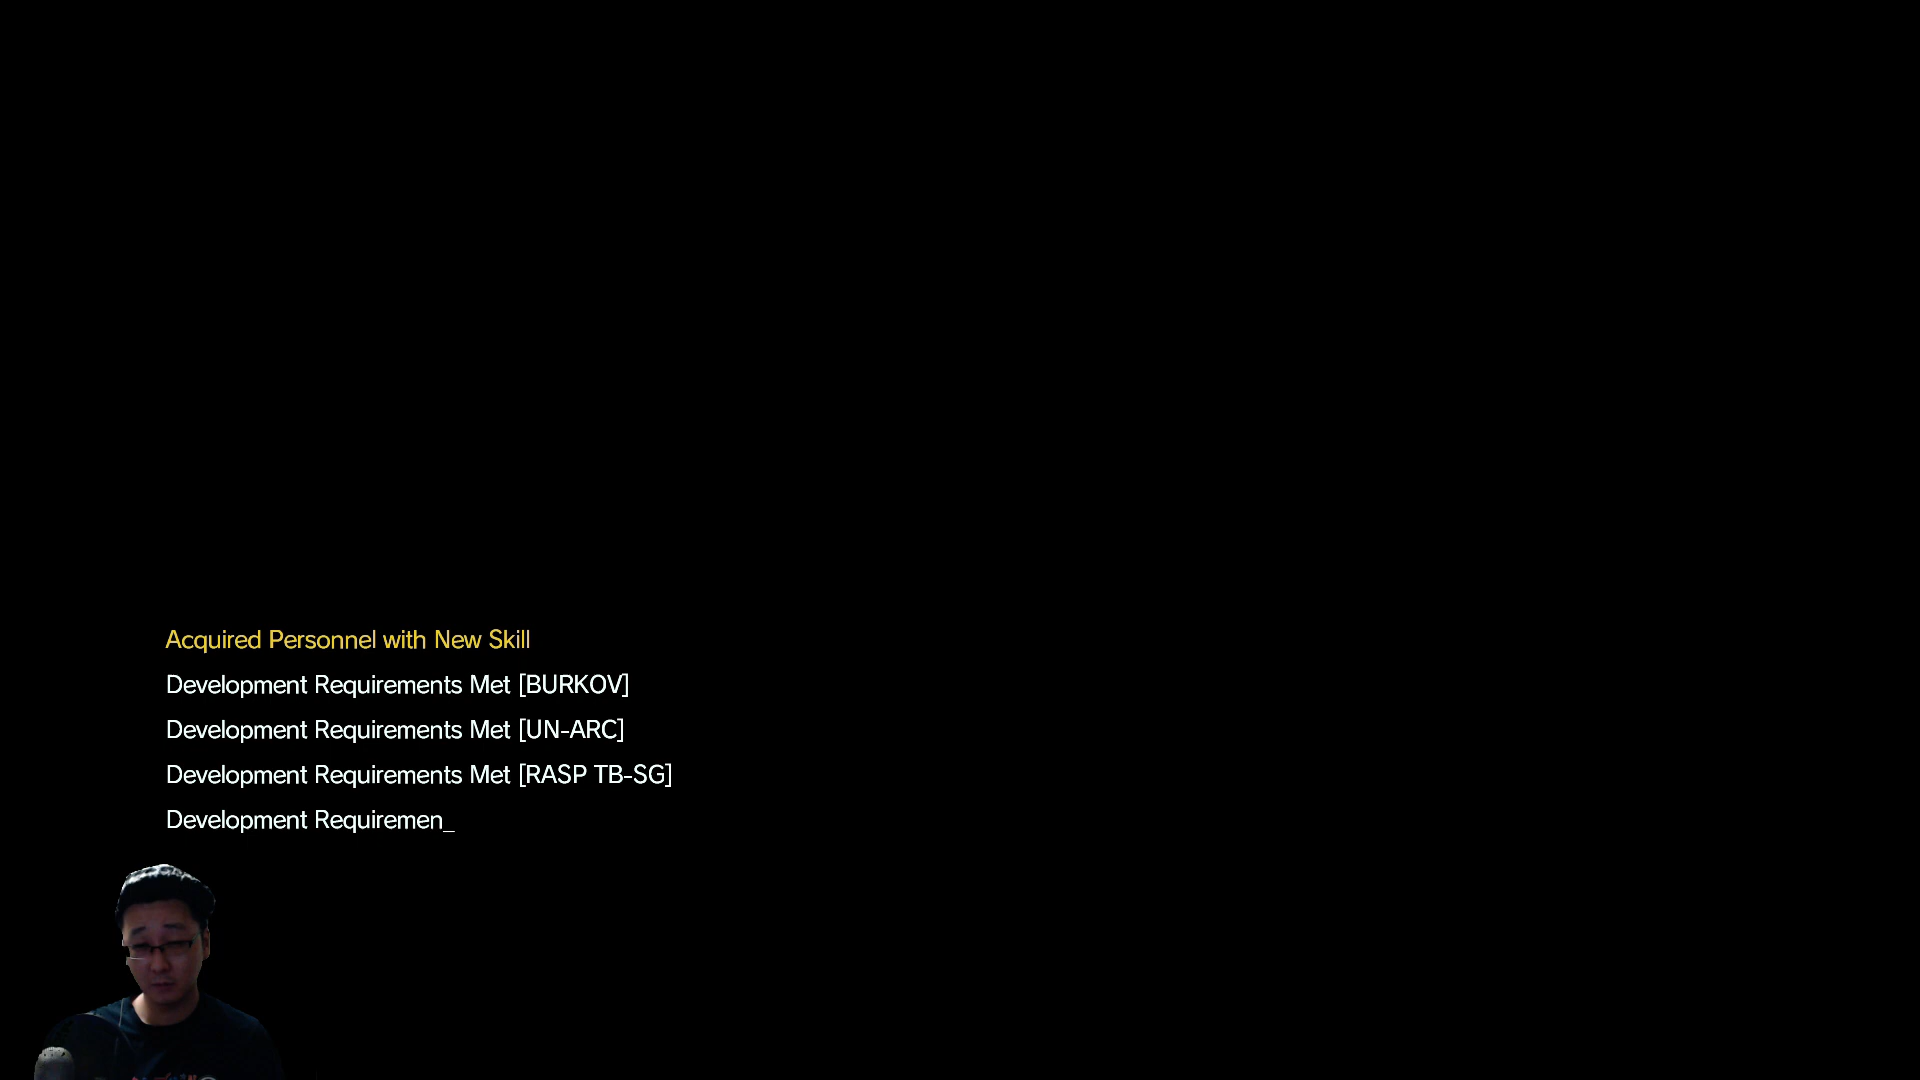 Acquired Personnel with New Skill
Development Requirements Met [BURKOV]
Development Requirements Met [UN-ARC]
Development Requirements Met [RASP TB-SG]
Development Requiremen_